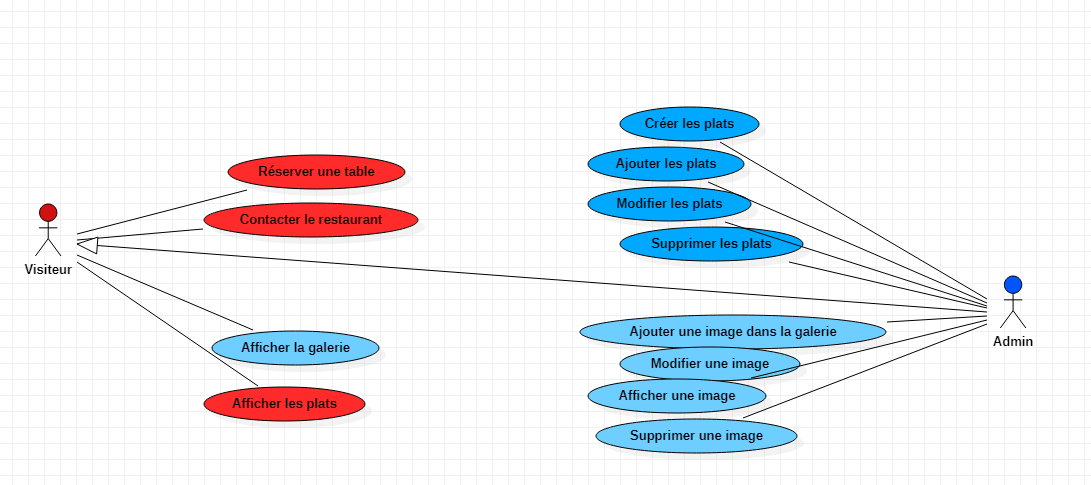 Créer les plats
Ajouter les plats
Réserver une table
Modifier les plats
Contacter le restaurant
Supprimer les plats
Visiteur
Ajouter une image dans la galerie
Admin
Afficher la galerie
Modifier une image
Afficher une image
Afficher les plats
Supprimer une image